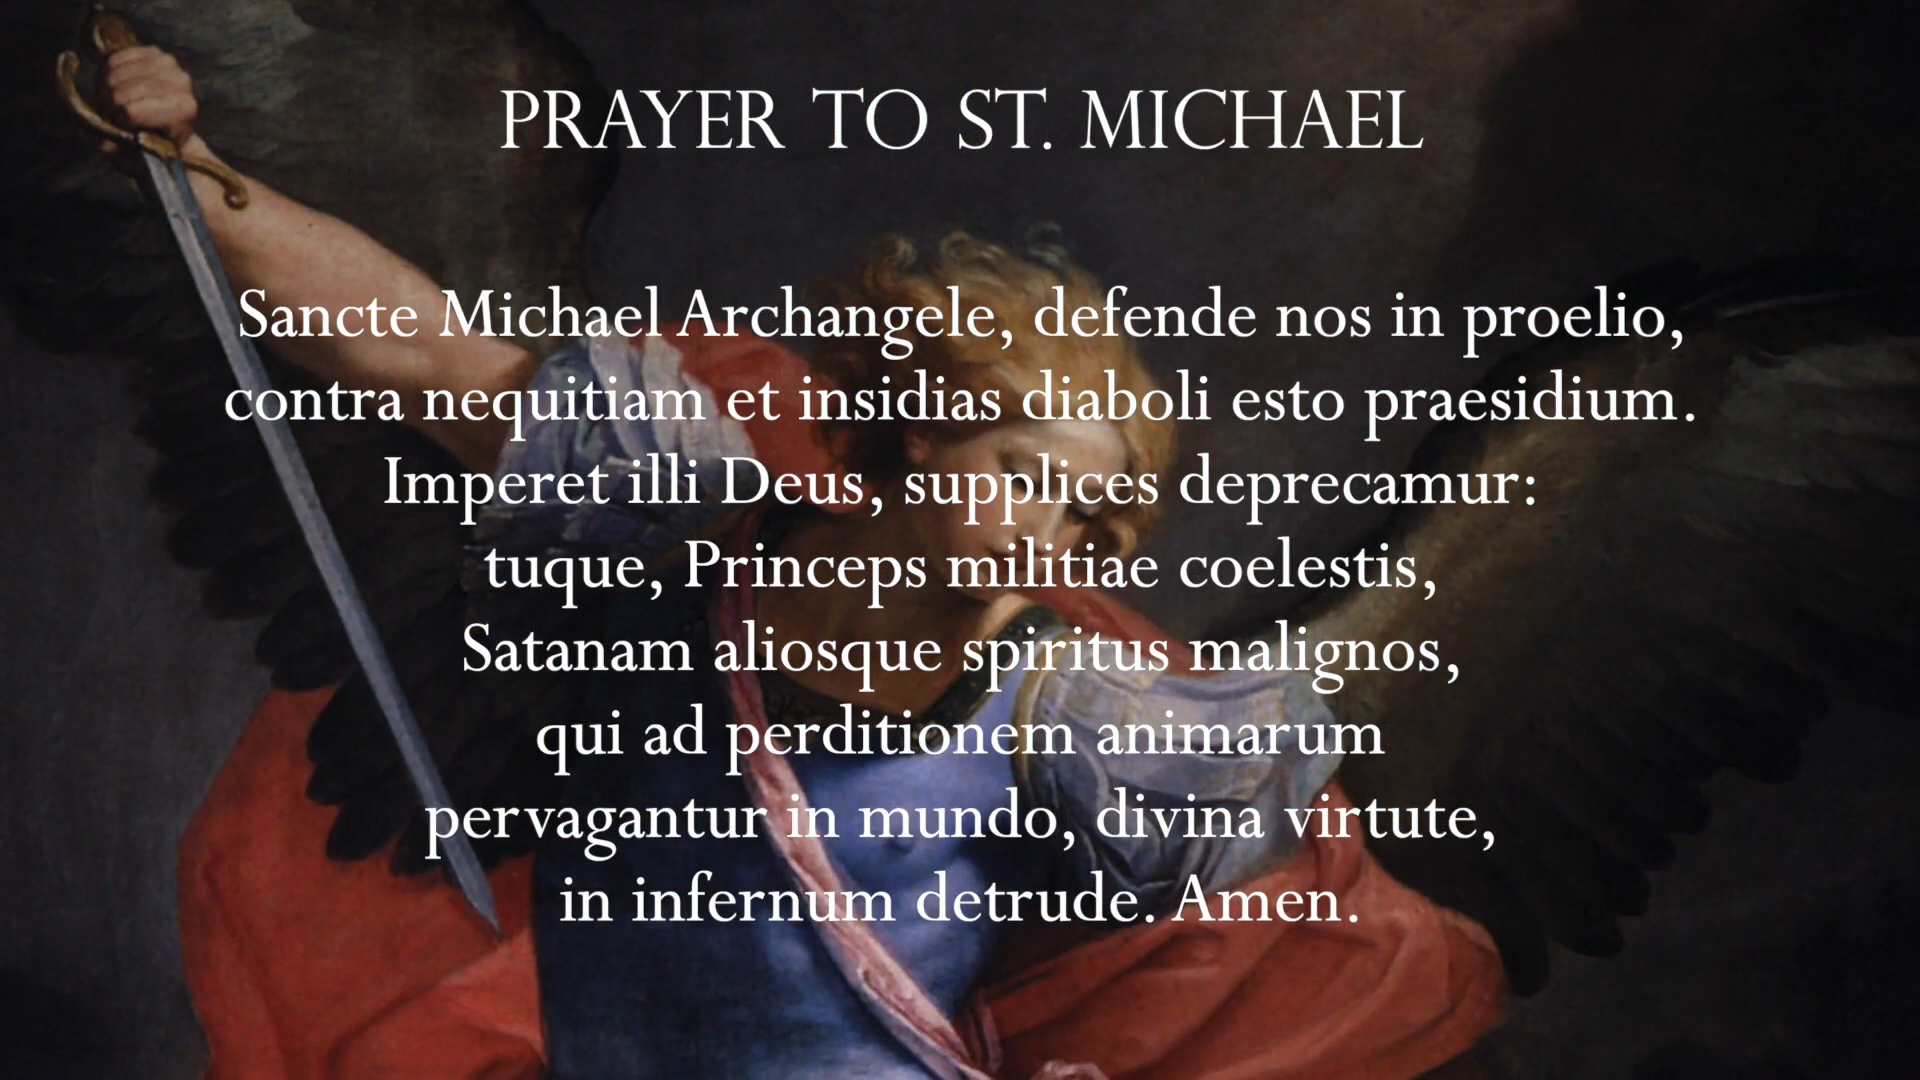 PRAYER TO ST. MICHAEL
Sancte Michael Archangele, defende nos in proelio,
contra nequitiam et insidias diaboli esto praesidium.
Imperet illi Deus, supplices deprecamur:
tuque, Princeps militiae coelestis,
Satanam aliosque spiritus malignos,
qui ad perditionem animarum
pervagantur in mundo, divina virtute,
in infernum detrude. Amen.